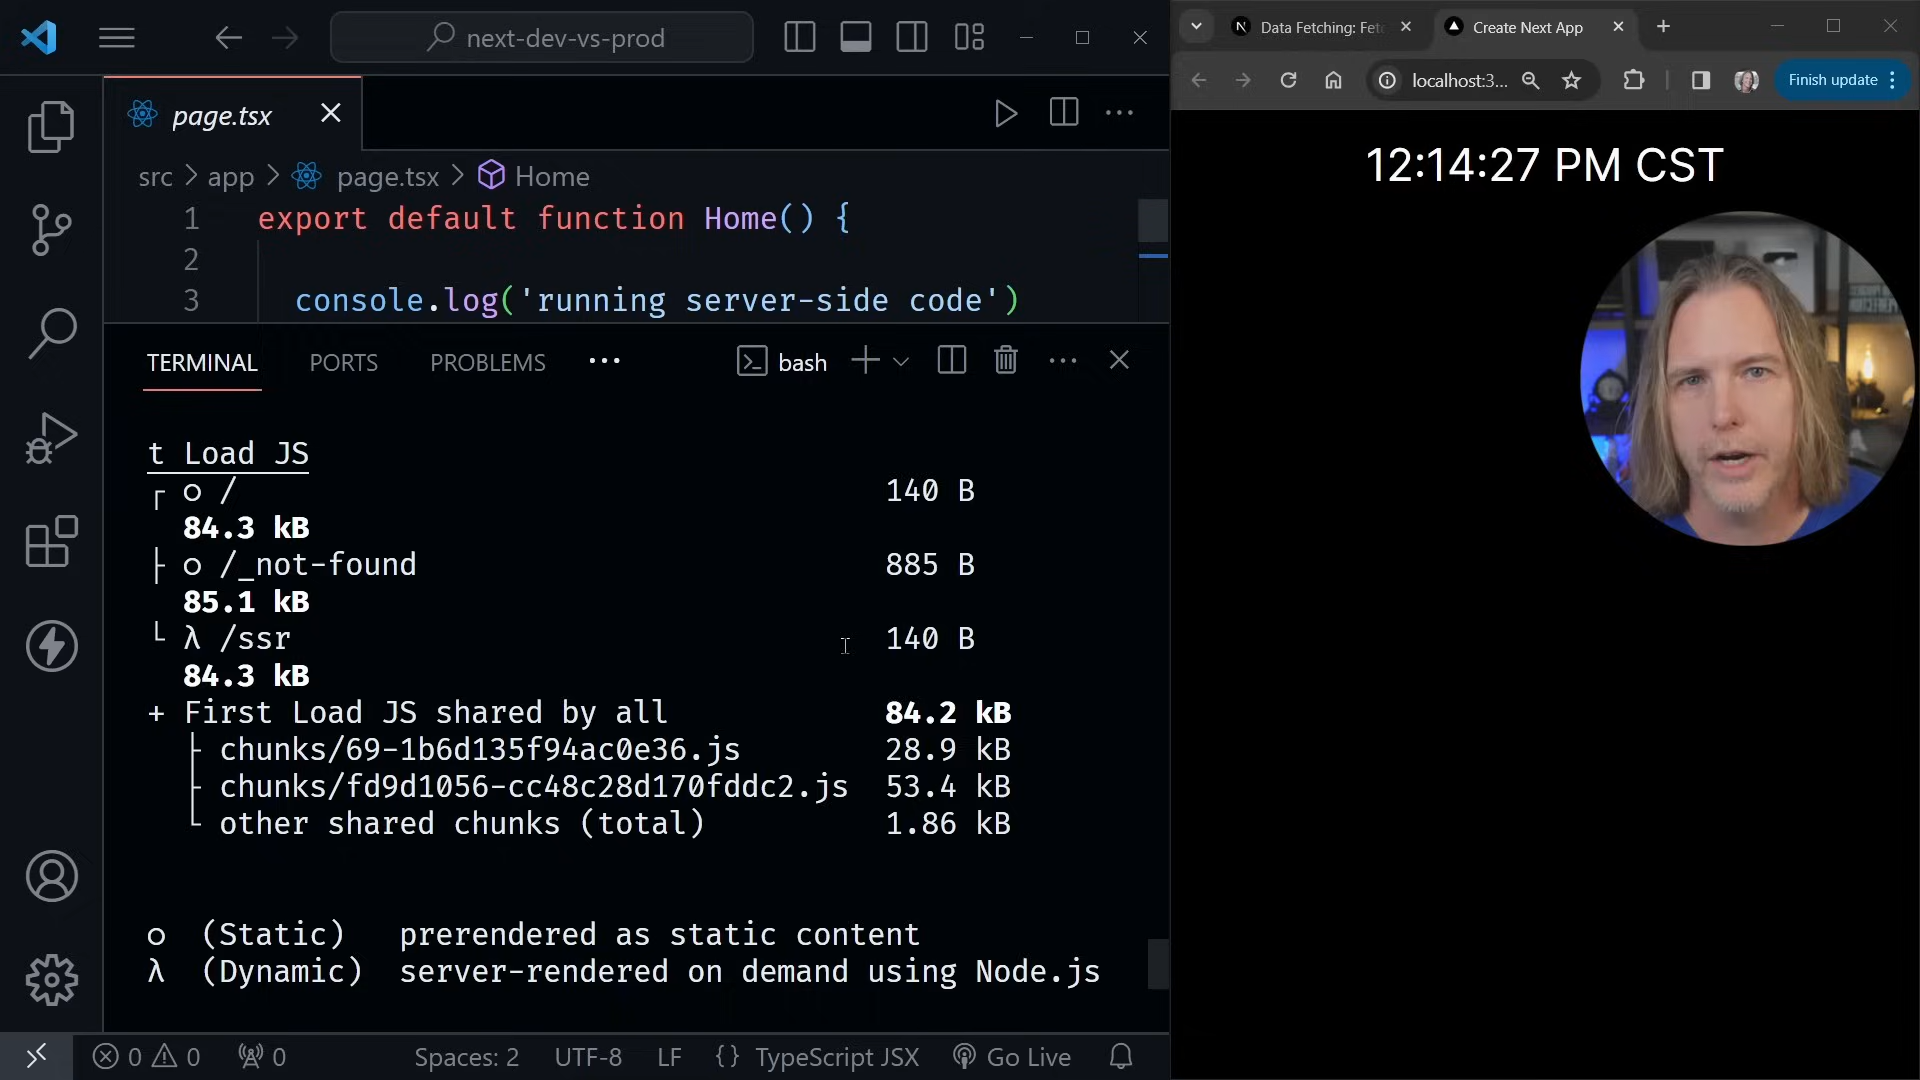 next-dev-vs-prod
page.tsx
src > app > page.tsx > Home
1 export default function Home() {
2
3 console.log('running server-side code')
TERMINAL PORTS PROBLEMS ··· bash
t Load JS
┌ ○ / 140 B
84.3 kB
├ ○ /_not-found 885 B
85.1 kB
└ λ /ssr 140 B
84.3 kB
+ First Load JS shared by all 84.2 kB
├ chunks/69-1b6d135f94ac0e36.js 28.9 kB
├ chunks/fd9d1056-cc48c28d170fddc2.js 53.4 kB
└ other shared chunks (total) 1.86 kB
○ (Static) prerendered as static content
λ (Dynamic) server-rendered on demand using Node.js
0 0 0 Spaces: 2 UTF-8 LF {} TypeScript JSX Go Live
Data Fetching: Fet
Create Next App
localhost:3...
Finish update
12:14:27 PM CST